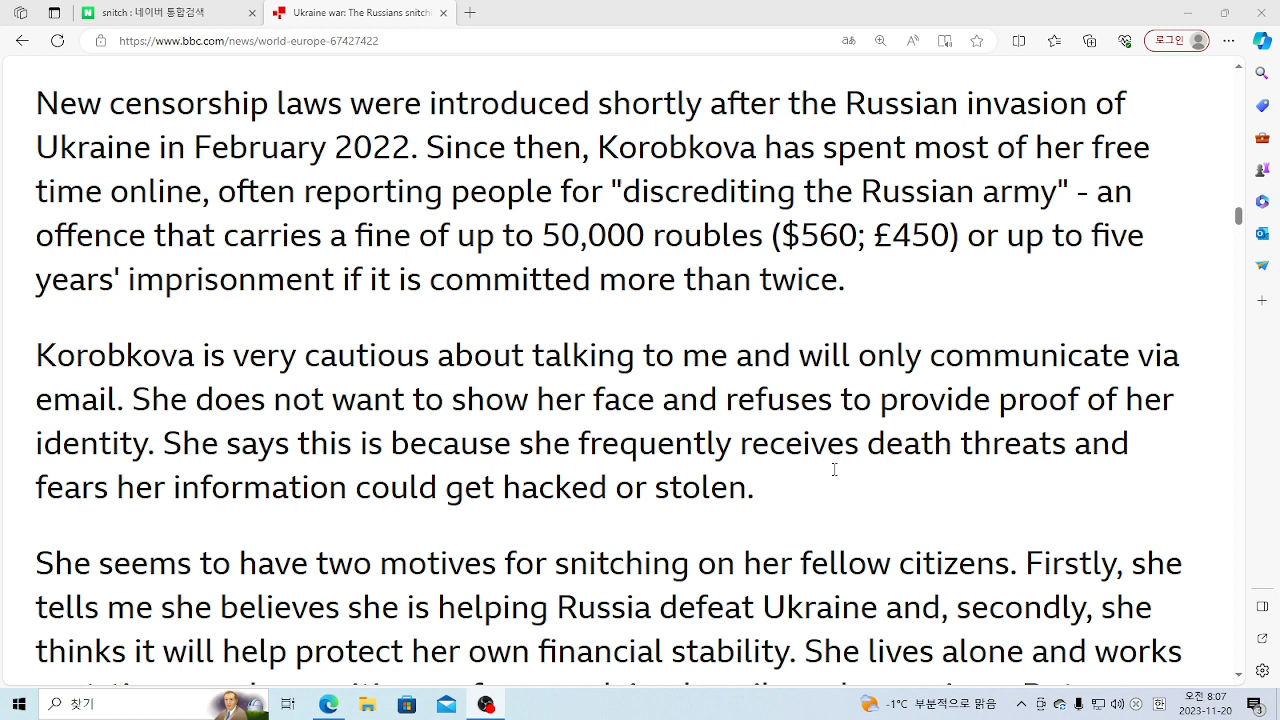 snitch : 네이버 통합검색
Ukraine war: The Russians snitchi
https://www.bbc.com/news/world-europe-67427422
로그인
New censorship laws were introduced shortly after the Russian invasion of
Ukraine in February 2022. Since then, Korobkova has spent most of her free
time online, often reporting people for "discrediting the Russian army" - an
offence that carries a fine of up to 50,000 roubles ($560; £450) or up to five
years' imprisonment if it is committed more than twice.
Korobkova is very cautious about talking to me and will only communicate via
email. She does not want to show her face and refuses to provide proof of her
identity. She says this is because she frequently receives death threats and
fears her information could get hacked or stolen.
She seems to have two motives for snitching on her fellow citizens. Firstly, she
tells me she believes she is helping Russia defeat Ukraine and, secondly, she
thinks it will help protect her own financial stability. She lives alone and works
찾기
-1°C 부분적으로 맑음
한
오전 8:07
2023-11-20
3